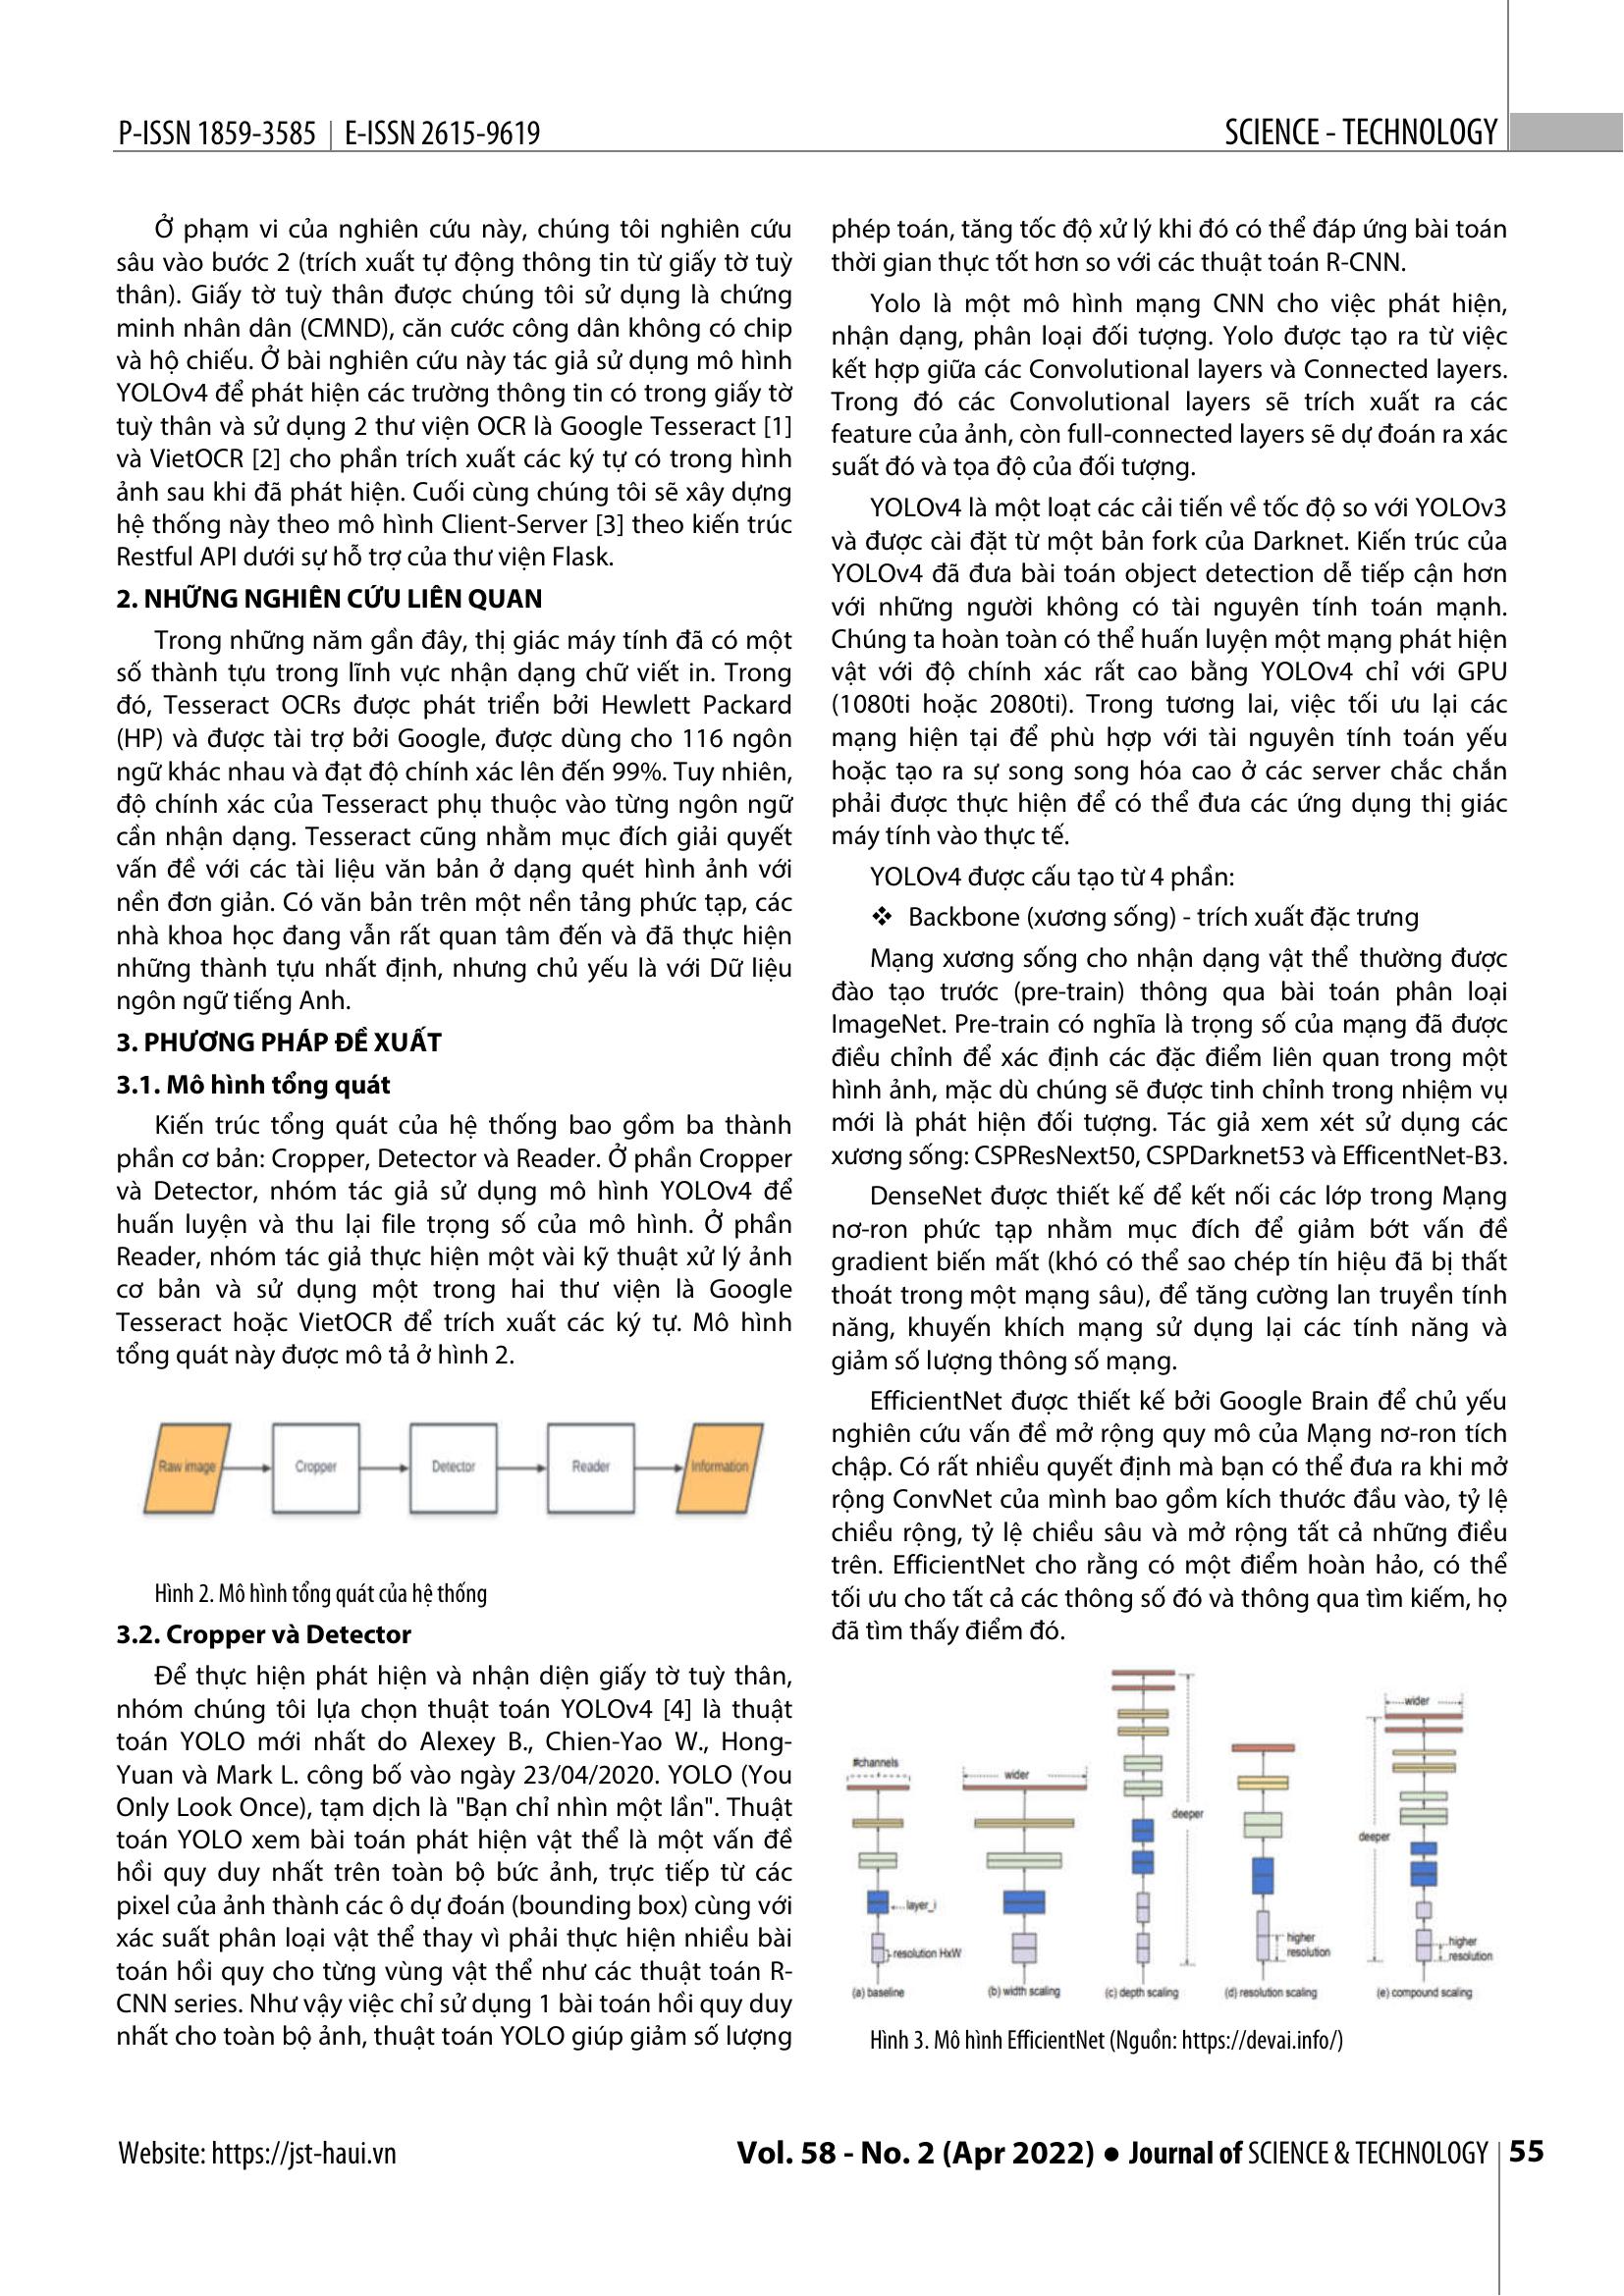 P-ISSN 1859-3585 | E-ISSN 2615-9619
SCIENCE - TECHNOLOGY
Ở phạm vi của nghiên cứu này, chúng tôi nghiên cứu
sâu vào bước 2 (trích xuất tự động thông tin từ giấy tờ tuỳ
thân). Giấy tờ tuỳ thân được chúng tôi sử dụng là chứng
minh nhân dân (CMND), căn cước công dân không có chip
và hộ chiếu. Ở bài nghiên cứu này tác giả sử dụng mô hình
YOLOv4 để phát hiện các trường thông tin có trong giấy tờ
tuỳ thân và sử dụng 2 thư viện OCR là Google Tesseract [1]
và VietOCR [2] cho phần trích xuất các ký tự có trong hình
ảnh sau khi đã phát hiện. Cuối cùng chúng tôi sẽ xây dựng
hệ thống này theo mô hình Client-Server [3] theo kiến trúc
Restful API dưới sự hỗ trợ của thư viện Flask.
2. NHỮNG NGHIÊN CỨU LIÊN QUAN
Trong những năm gần đây, thị giác máy tính đã có một
số thành tựu trong lĩnh vực nhận dạng chữ viết in. Trong
đó, Tesseract OCRs được phát triển bởi Hewlett Packard
(HP) và được tài trợ bởi Google, được dùng cho 116 ngôn
ngữ khác nhau và đạt độ chính xác lên đến 99%. Tuy nhiên,
độ chính xác của Tesseract phụ thuộc vào từng ngôn ngữ
cần nhận dạng. Tesseract cũng nhằm mục đích giải quyết
vấn đề với các tài liệu văn bản ở dạng quét hình ảnh với
nền đơn giản. Có văn bản trên một nền tảng phức tạp, các
nhà khoa học đang vẫn rất quan tâm đến và đã thực hiện
những thành tựu nhất định, nhưng chủ yếu là với Dữ liệu
ngôn ngữ tiếng Anh.
3. PHƯƠNG PHÁP ĐỀ XUẤT
3.1. Mô hình tổng quát
Kiến trúc tổng quát của hệ thống bao gồm ba thành
phần cơ bản: Cropper, Detector và Reader. Ở phần Cropper
và Detector, nhóm tác giả sử dụng mô hình YOLOv4 để
huấn luyện và thu lại file trọng số của mô hình. Ở phần
Reader, nhóm tác giả thực hiện một vài kỹ thuật xử lý ảnh
cơ bản và sử dụng một trong hai thư viện là Google
Tesseract hoặc VietOCR để trích xuất các ký tự. Mô hình
tổng quát này được mô tả ở hình 2.
Raw image Cropper Detector Reader Information
Hình 2. Mô hình tổng quát của hệ thống
3.2. Cropper và Detector
Để thực hiện phát hiện và nhận diện giấy tờ tuỳ thân,
nhóm chúng tôi lựa chọn thuật toán YOLOv4 [4] là thuật
toán YOLO mới nhất do Alexey B., Chien-Yao W., Hong-
Yuan và Mark L. công bố vào ngày 23/04/2020. YOLO (You
Only Look Once), tạm dịch là "Bạn chỉ nhìn một lần". Thuật
toán YOLO xem bài toán phát hiện vật thể là một vấn đề
hồi quy duy nhất trên toàn bộ bức ảnh, trực tiếp từ các
pixel của ảnh thành các ô dự đoán (bounding box) cùng với
xác suất phân loại vật thể thay vì phải thực hiện nhiều bài
toán hồi quy cho từng vùng vật thể như các thuật toán R-
CNN series. Như vậy việc chỉ sử dụng 1 bài toán hồi quy duy
nhất cho toàn bộ ảnh, thuật toán YOLO giúp giảm số lượng
phép toán, tăng tốc độ xử lý khi đó có thể đáp ứng bài toán
thời gian thực tốt hơn so với các thuật toán R-CNN.
Yolo là một mô hình mạng CNN cho việc phát hiện,
nhận dạng, phân loại đối tượng. Yolo được tạo ra từ việc
kết hợp giữa các Convolutional layers và Connected layers.
Trong đó các Convolutional layers sẽ trích xuất ra các
feature của ảnh, còn full-connected layers sẽ dự đoán ra xác
suất đó và tọa độ của đối tượng.
YOLOv4 là một loạt các cải tiến về tốc độ so với YOLOv3
và được cài đặt từ một bản fork của Darknet. Kiến trúc của
YOLOv4 đã đưa bài toán object detection dễ tiếp cận hơn
với những người không có tài nguyên tính toán mạnh.
Chúng ta hoàn toàn có thể huấn luyện một mạng phát hiện
vật với độ chính xác rất cao bằng YOLOv4 chỉ với GPU
(1080ti hoặc 2080ti). Trong tương lai, việc tối ưu lại các
mạng hiện tại để phù hợp với tài nguyên tính toán yếu
hoặc tạo ra sự song song hóa cao ở các server chắc chắn
phải được thực hiện để có thể đưa các ứng dụng thị giác
máy tính vào thực tế.
YOLOv4 được cấu tạo từ 4 phần:
❖ Backbone (xương sống) - trích xuất đặc trưng
Mạng xương sống cho nhận dạng vật thể thường được
đào tạo trước (pre-train) thông qua bài toán phân loại
ImageNet. Pre-train có nghĩa là trọng số của mạng đã được
điều chỉnh để xác định các đặc điểm liên quan trong một
hình ảnh, mặc dù chúng sẽ được tinh chỉnh trong nhiệm vụ
mới là phát hiện đối tượng. Tác giả xem xét sử dụng các
xương sống: CSPResNext50, CSPDarknet53 và EfficentNet-B3.
DenseNet được thiết kế để kết nối các lớp trong Mạng
nơ-ron phức tạp nhằm mục đích để giảm bớt vấn đề
gradient biến mất (khó có thể sao chép tín hiệu đã bị thất
thoát trong một mạng sâu), để tăng cường lan truyền tính
năng, khuyến khích mạng sử dụng lại các tính năng và
giảm số lượng thông số mạng.
EfficientNet được thiết kế bởi Google Brain để chủ yếu
nghiên cứu vấn đề mở rộng quy mô của Mạng nơ-ron tích
chập. Có rất nhiều quyết định mà bạn có thể đưa ra khi mở
rộng ConvNet của mình bao gồm kích thước đầu vào, tỷ lệ
chiều rộng, tỷ lệ chiều sâu và mở rộng tất cả những điều
trên. EfficientNet cho rằng có một điểm hoàn hảo, có thể
tối ưu cho tất cả các thông số đó và thông qua tìm kiếm, họ
đã tìm thấy điểm đó.
wider
#channels
wider
deeper
deeper
layer_i
higher
resolution
higher
resolution
resolution HxW
(a) baseline (b) width scaling (c) depth scaling (d) resolution scaling (e) compound scaling
Hình 3. Mô hình EfficientNet (Nguồn: https://devai.info/)
Website: https://jst-haui.vn
Vol. 58 - No. 2 (Apr 2022) ● Journal of SCIENCE & TECHNOLOGY | 55